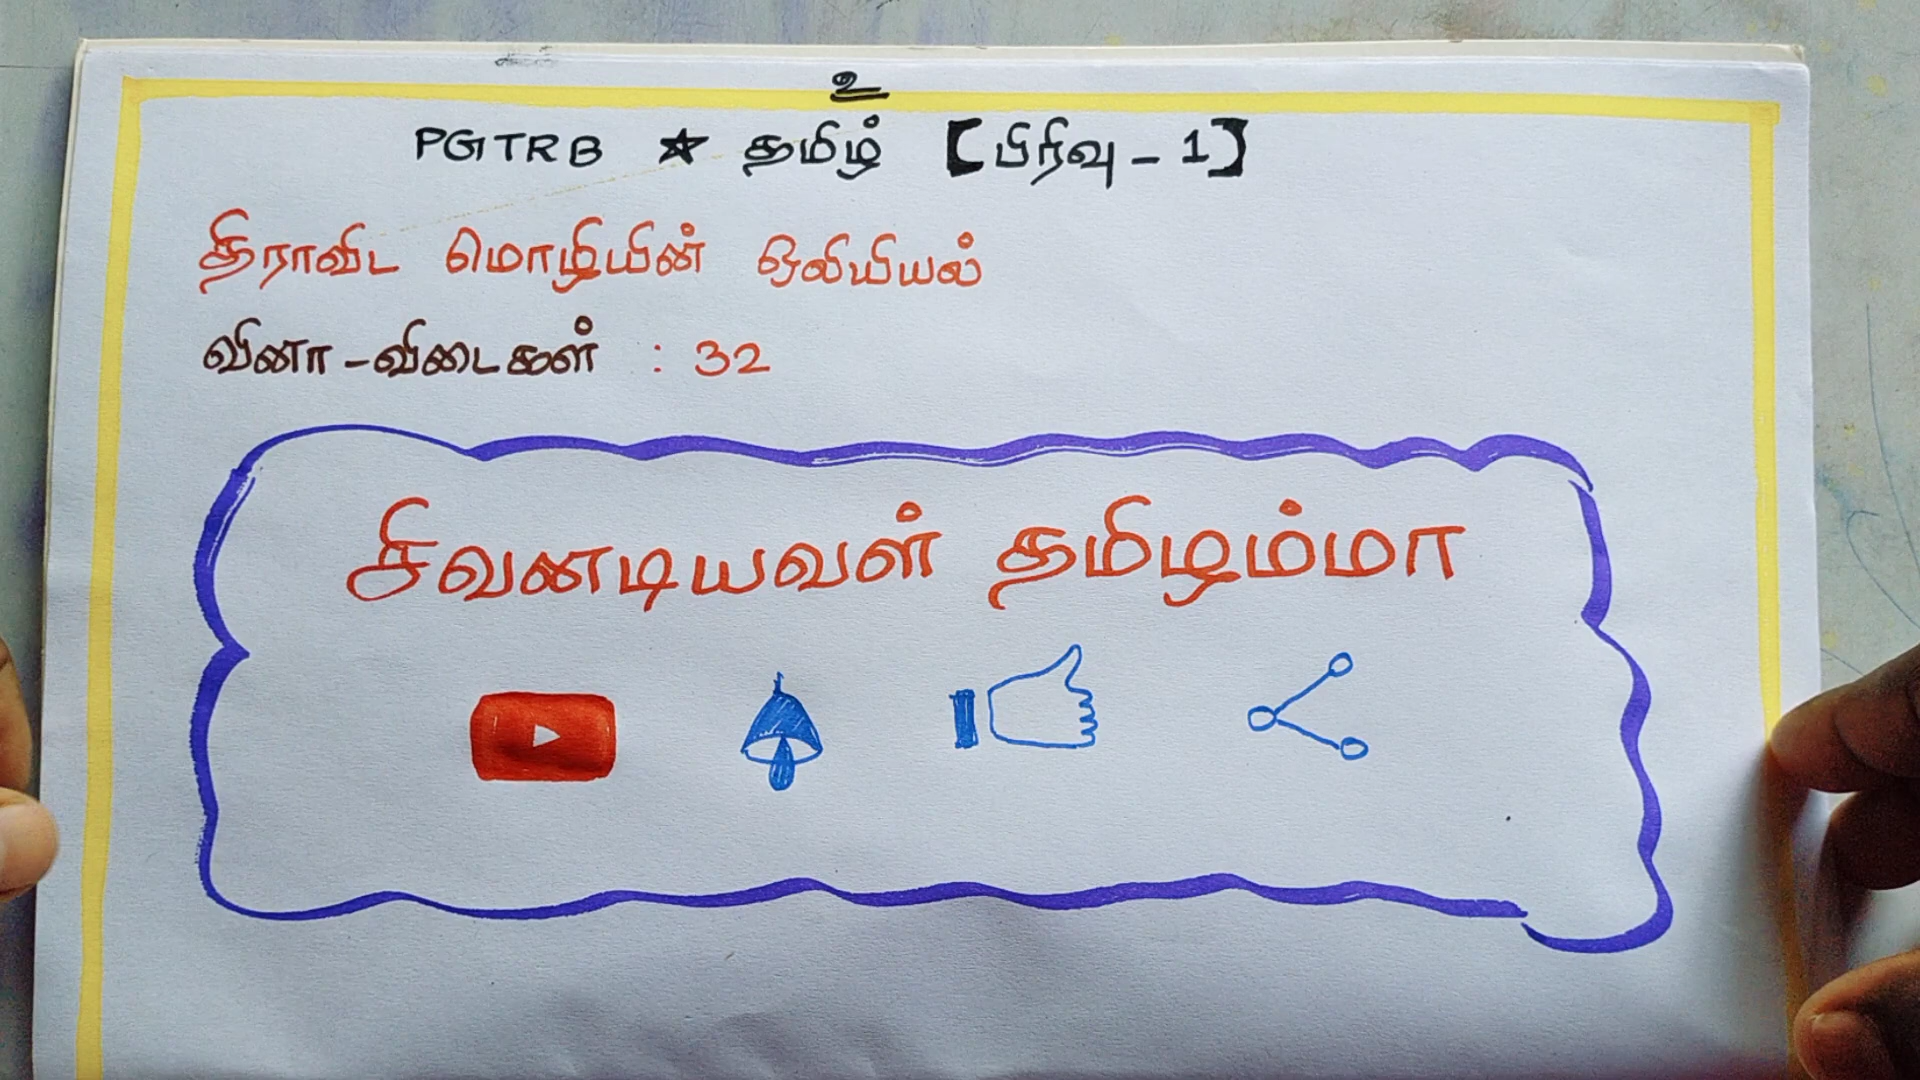 உ
PGTRB ★ தமிழ் [பிரிவு - 1]
திராவிட மொழியின் ஒலியியல்
வினா - விடைகள் : 32
சிவனடியவள் தமிழம்மா